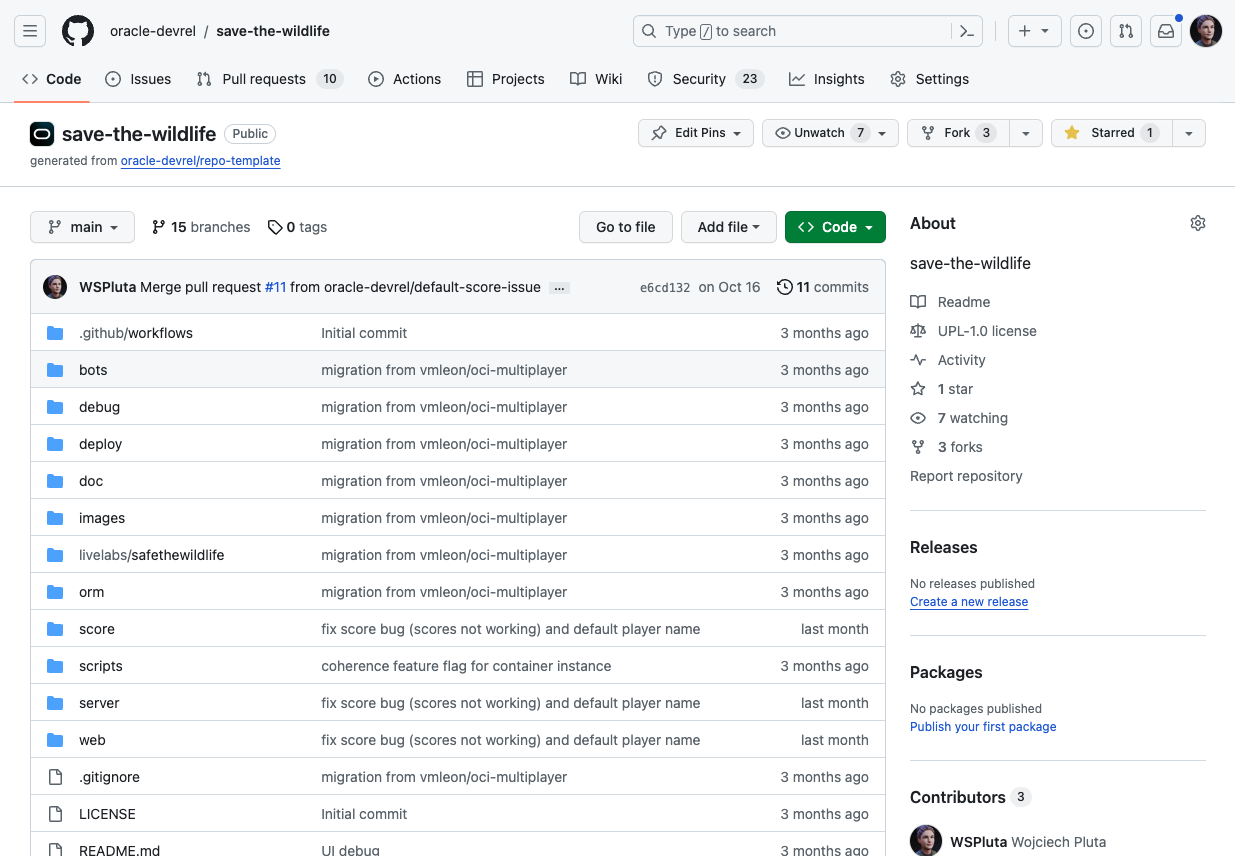 oracle-devrel / save-the-wildlife
Type / to search
Code Issues Pull requests 10 Actions Projects Wiki Security 23 Insights Settings
save-the-wildlife Public
Edit Pins Unwatch 7 Fork 3 Starred 1
generated from oracle-devrel/repo-template
main 15 branches 0 tags Go to file Add file Code
WSPluta Merge pull request #11 from oracle-devrel/default-score-issue ... e6cd132 on Oct 16 11 commits
.github/workflows Initial commit 3 months ago
bots migration from vmleon/oci-multiplayer 3 months ago
debug migration from vmleon/oci-multiplayer 3 months ago
deploy migration from vmleon/oci-multiplayer 3 months ago
doc migration from vmleon/oci-multiplayer 3 months ago
images migration from vmleon/oci-multiplayer 3 months ago
livelabs/safethewildlife migration from vmleon/oci-multiplayer 3 months ago
orm migration from vmleon/oci-multiplayer 3 months ago
score fix score bug (scores not working) and default player name last month
scripts coherence feature flag for container instance 3 months ago
server fix score bug (scores not working) and default player name last month
web fix score bug (scores not working) and default player name last month
.gitignore migration from vmleon/oci-multiplayer 3 months ago
LICENSE Initial commit 3 months ago
README.md UI debug 3 months ago
About
save-the-wildlife
Readme
UPL-1.0 license
Activity
1 star
7 watching
3 forks
Report repository
Releases
No releases published
Create a new release
Packages
No packages published
Publish your first package
Contributors 3
WSPluta Wojciech Pluta